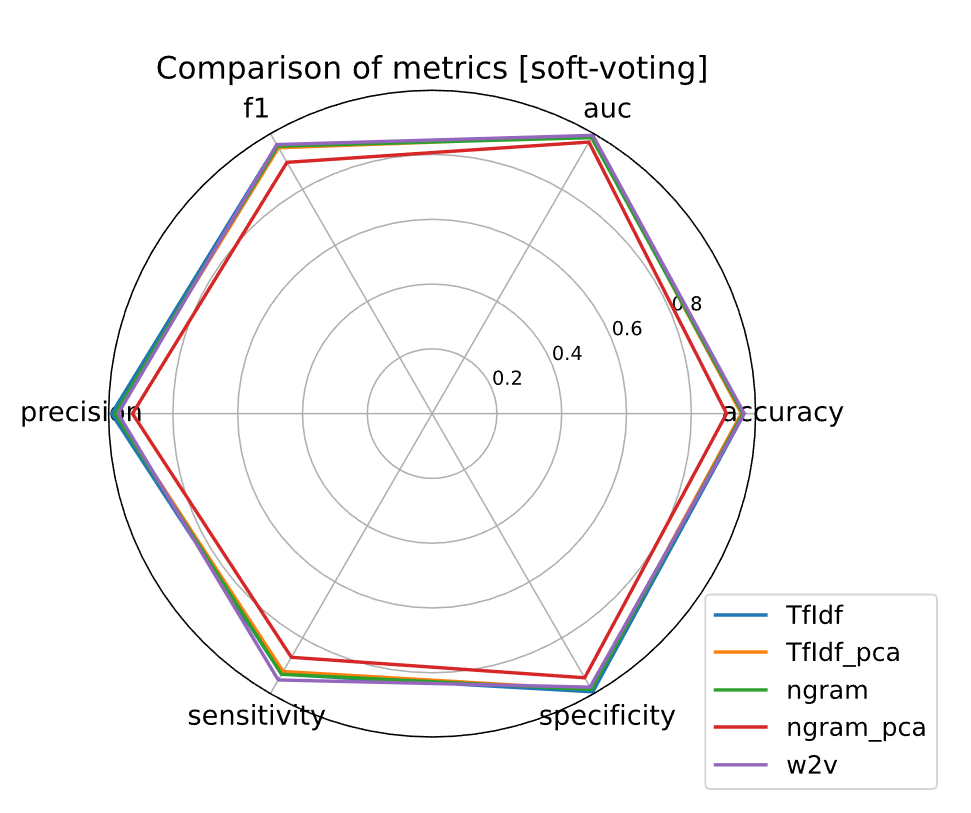 Comparison of metrics [soft-voting]
f1
auc
0.8
0.6
0.4
0.2
precision
accuracy
sensitivity
specificity
TfIdf
TfIdf_pca
ngram
ngram_pca
w2v